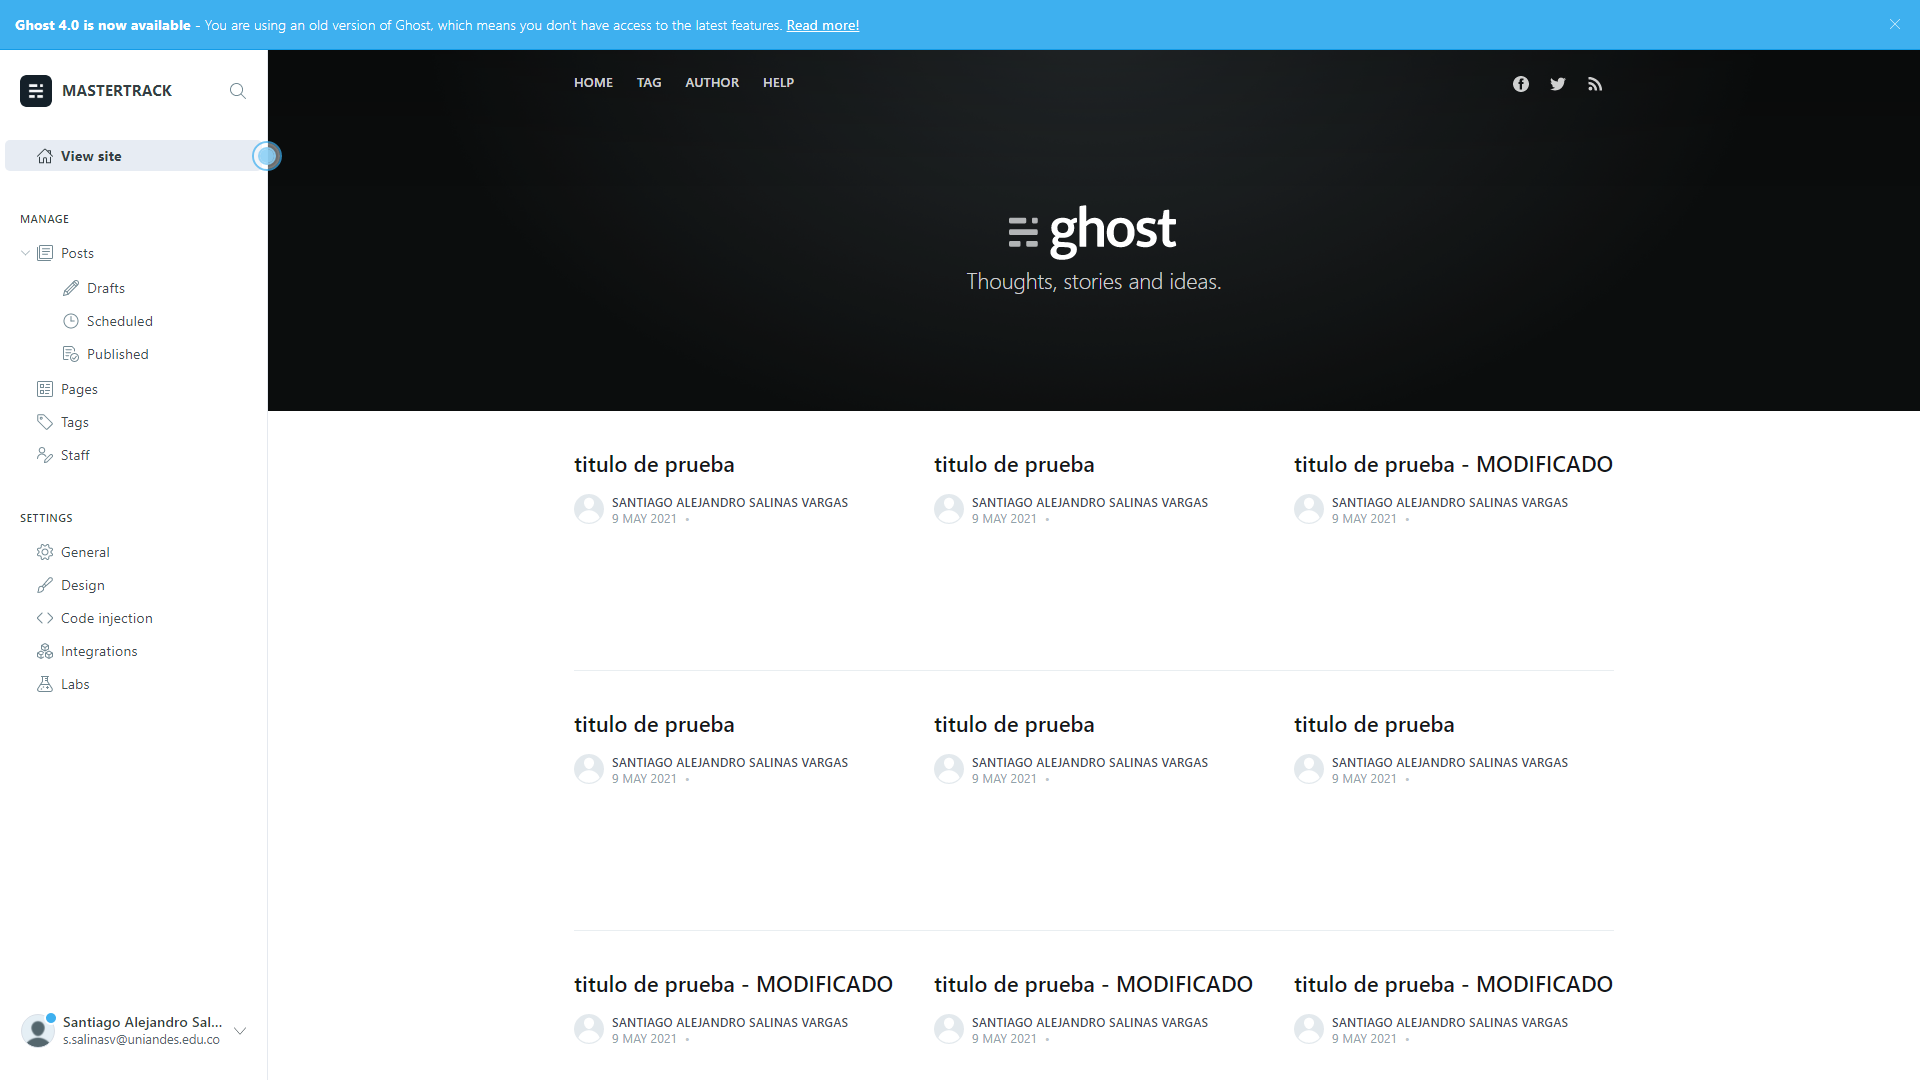 Ghost 4.0 is now available - You are using an old version of Ghost, which means you don't have access to the latest features. Read more!
MASTERTRACK
View site
MANAGE
Posts
Drafts
Scheduled
Published
Pages
Tags
Staff
SETTINGS
General
Design
Code injection
Integrations
Labs
Santiago Alejandro Sal...
s.salinasv@uniandes.edu.co
HOME TAG AUTHOR HELP
ghost
Thoughts, stories and ideas.
titulo de prueba
SANTIAGO ALEJANDRO SALINAS VARGAS
9 MAY 2021 •
titulo de prueba
SANTIAGO ALEJANDRO SALINAS VARGAS
9 MAY 2021 •
titulo de prueba - MODIFICADO
SANTIAGO ALEJANDRO SALINAS VARGAS
9 MAY 2021 •
titulo de prueba
SANTIAGO ALEJANDRO SALINAS VARGAS
9 MAY 2021 •
titulo de prueba
SANTIAGO ALEJANDRO SALINAS VARGAS
9 MAY 2021 •
titulo de prueba
SANTIAGO ALEJANDRO SALINAS VARGAS
9 MAY 2021 •
titulo de prueba - MODIFICADO
SANTIAGO ALEJANDRO SALINAS VARGAS
9 MAY 2021 •
titulo de prueba - MODIFICADO
SANTIAGO ALEJANDRO SALINAS VARGAS
9 MAY 2021 •
titulo de prueba - MODIFICADO
SANTIAGO ALEJANDRO SALINAS VARGAS
9 MAY 2021 •